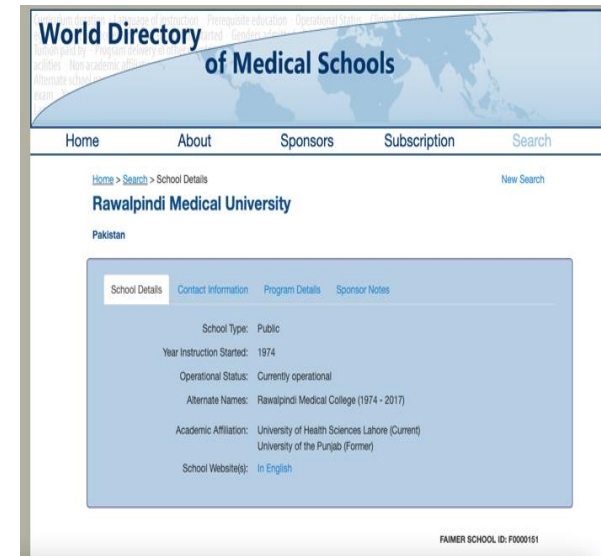 World Directory
of Medical Schools
Home About Sponsors Subscription Search
Home > Search > School Details New Search
Rawalpindi Medical University
Pakistan
School Details Contact Information Program Details Sponsor Notes
School Type: Public
Year Instruction Started: 1974
Operational Status: Currently operational
Alternate Names: Rawalpindi Medical College (1974 - 2017)
Academic Affiliation: University of Health Sciences Lahore (Current)
University of the Punjab (Former)
School Website(s): In English
FAIMER SCHOOL ID: F0000151